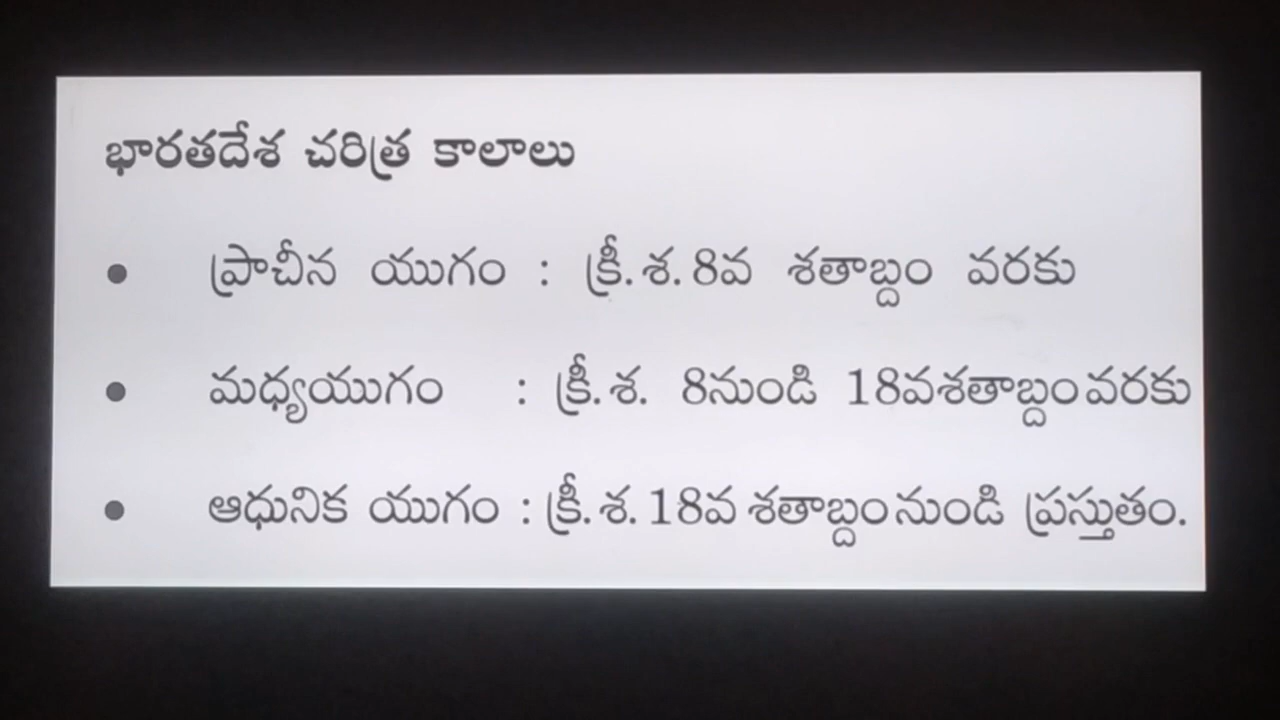 భారతదేశ చరిత్ర కాలాలు
• ప్రాచీన యుగం : క్రీ.శ.8వ శతాబ్దం వరకు
• మధ్యయుగం : క్రీ.శ. 8నుండి 18వశతాబ్దంవరకు
• ఆధునిక యుగం : క్రీ.శ.18వ శతాబ్దంనుండి ప్రస్తుతం.